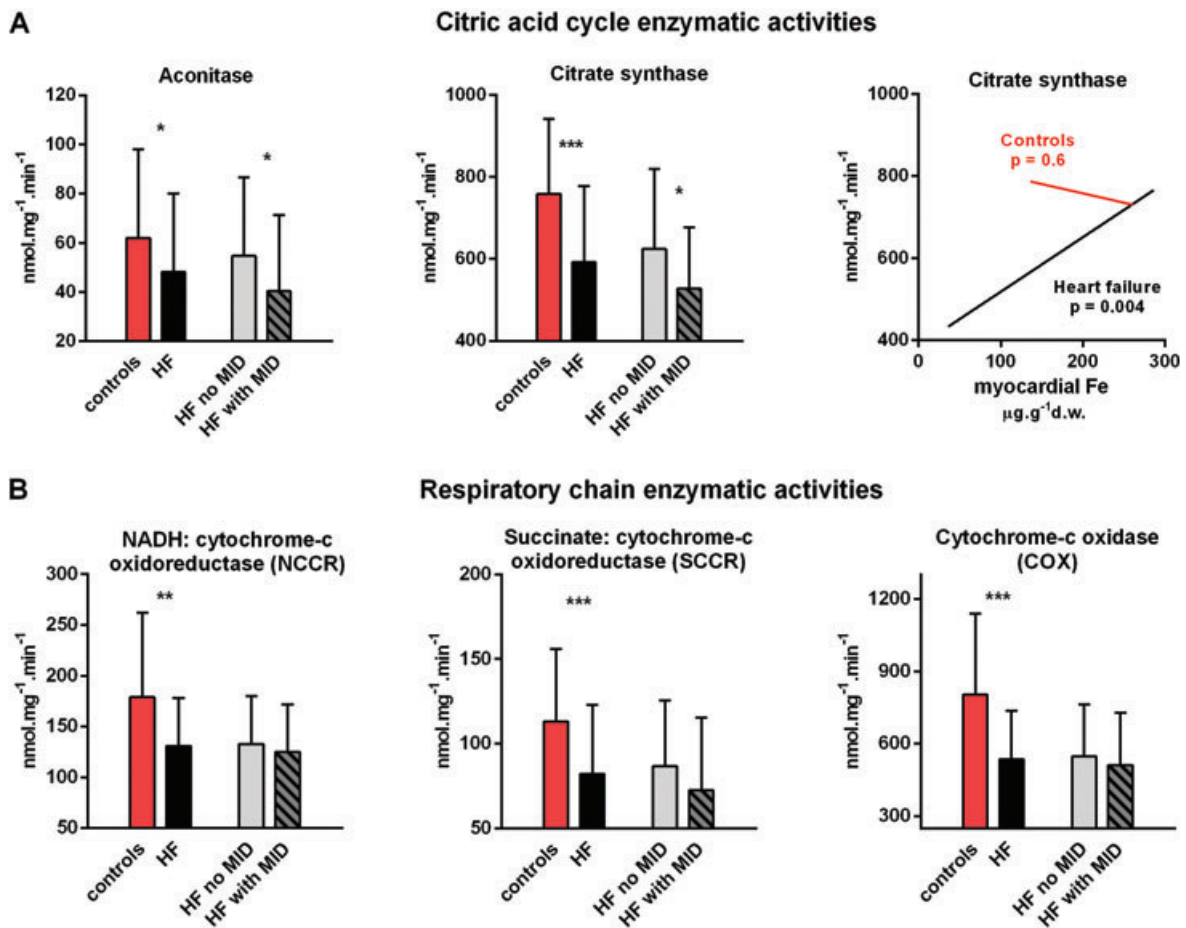 A
Citric acid cycle enzymatic activities
Aconitase
nmol.mg⁻¹.min⁻¹
120
100
80
60
40
20
*
*
controls
HF
HF no MID
HF with MID
Citrate synthase
nmol.mg⁻¹.min⁻¹
1000
800
600
400
***
*
controls
HF
HF no MID
HF with MID
Citrate synthase
nmol.mg⁻¹.min⁻¹
1000
800
600
400
Controls
p = 0.6
Heart failure
p = 0.004
0
100
200
300
myocardial Fe
μg.g⁻¹d.w.
B
Respiratory chain enzymatic activities
NADH: cytochrome-c
oxidoreductase (NCCR)
nmol.mg⁻¹.min⁻¹
300
250
200
150
100
50
**
controls
HF
HF no MID
HF with MID
Succinate: cytochrome-c
oxidoreductase (SCCR)
nmol.mg⁻¹.min⁻¹
200
150
100
50
***
controls
HF
HF no MID
HF with MID
Cytochrome-c oxidase
(COX)
nmol.mg⁻¹.min⁻¹
1200
900
600
300
***
controls
HF
HF no MID
HF with MID